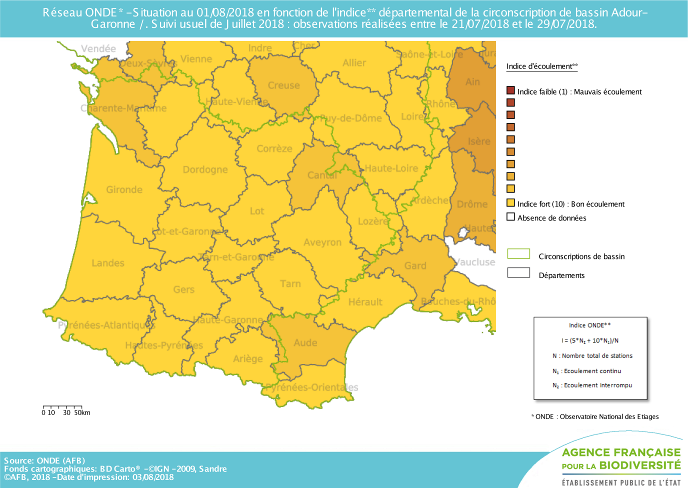 Réseau ONDE* -Situation au 01/08/2018 en fonction de l'indice** départemental de la circonscription de bassin Adour-
Garonne /. Suivi usuel de Juillet 2018 : observations réalisées entre le 21/07/2018 et le 29/07/2018.
Vendée
Deux-Sèvres
Vienne
Indre
Cher
Allier
Saône-et-Loire
Jura
Creuse
Ain
Charente-Maritime
Haute-Vienne
Puy-de-Dôme
Loire
Rhône
Isère
Corrèze
Dordogne
Cantal
Haute-Loire
Gironde
Ardèche
Drôme
Lot
Lozère
Haute
Lot-et-Garonne
Aveyron
Landes
Tarn-et-Garonne
Gard
Vaucluse
Gers
Tarn
Hérault
Bouches-du-Rhô
Pyrénées-Atlantiques
Haute-Garonne
Hautes-Pyrénées
Aude
Ariège
Pyrénées-Orientales
0 10 30 50km
Indice d'écoulement**
Indice faible (1) : Mauvais écoulement
Indice fort (10) : Bon écoulement
Absence de données
Circonscriptions de bassin
Départements
Indice ONDE**
I = (5*N₂ + 10*N₁)/N
N : Nombre total de stations
N₁ : Ecoulement continu
N₂ : Ecoulement interrompu
* ONDE : Observatoire National des Etiages
Source: ONDE (AFB)
Fonds cartographiques: BD Carto® -©IGN -2009, Sandre
©AFB, 2018 -Date d'impression: 03/08/2018
AGENCE FRANÇAISE
POUR LA BIODIVERSITÉ
ÉTABLISSEMENT PUBLIC DE L'ÉTAT